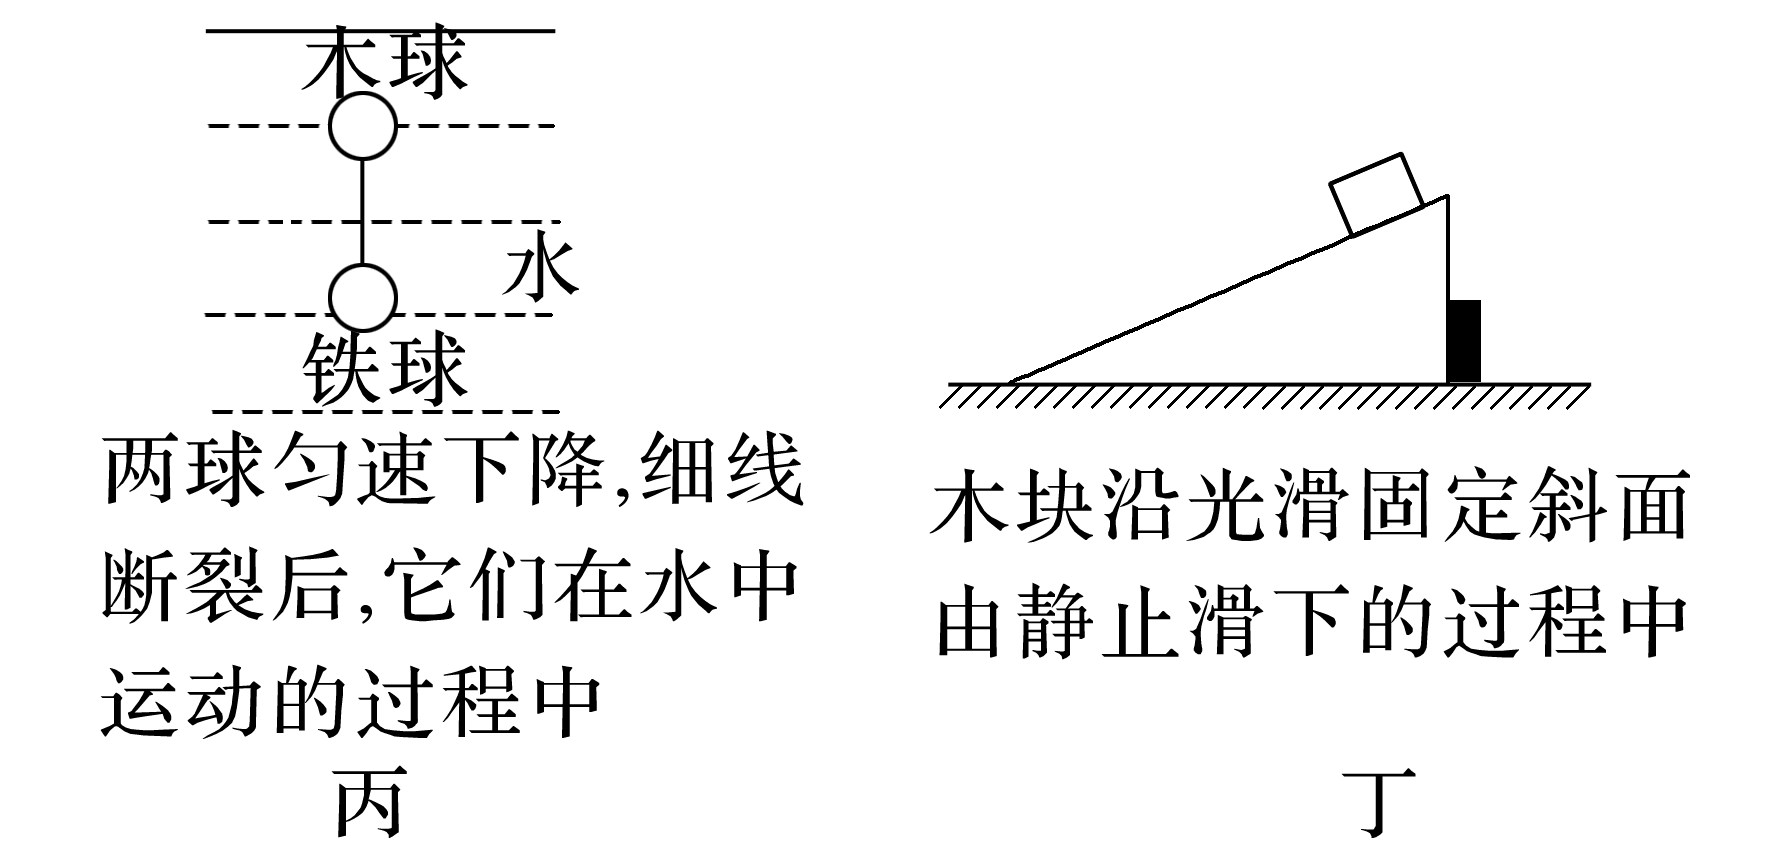 木球
水
铁球
两球匀速下降,细线
断裂后,它们在水中
运动的过程中
丙
木块沿光滑固定斜面
由静止滑下的过程中
丁